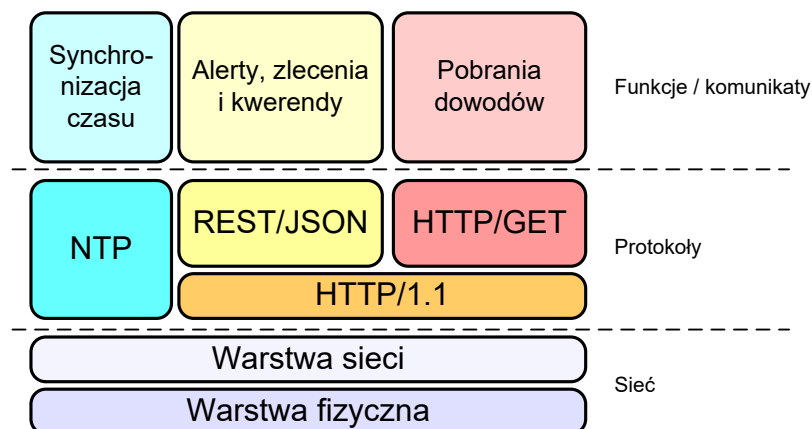 Synchro-
nizacja
czasu
Alerty, zlecenia
i kwerendy
Pobrania
dowodów
Funkcje / komunikaty
NTP
REST/JSON
HTTP/GET
HTTP/1.1
Protokoły
Warstwa sieci
Warstwa fizyczna
Sieć